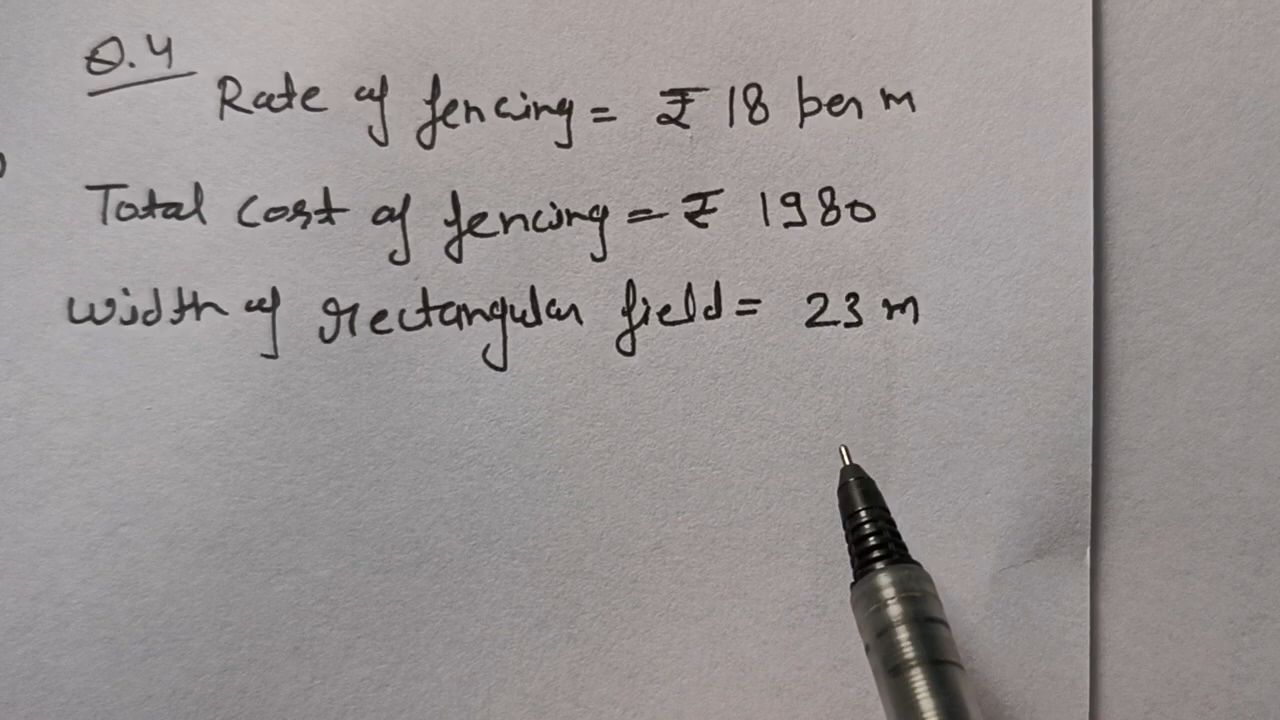 Q.4
Rate of fencing = ₹ 18 per m
Total cost of fencing = ₹ 1980
width of rectangular field = 23 m